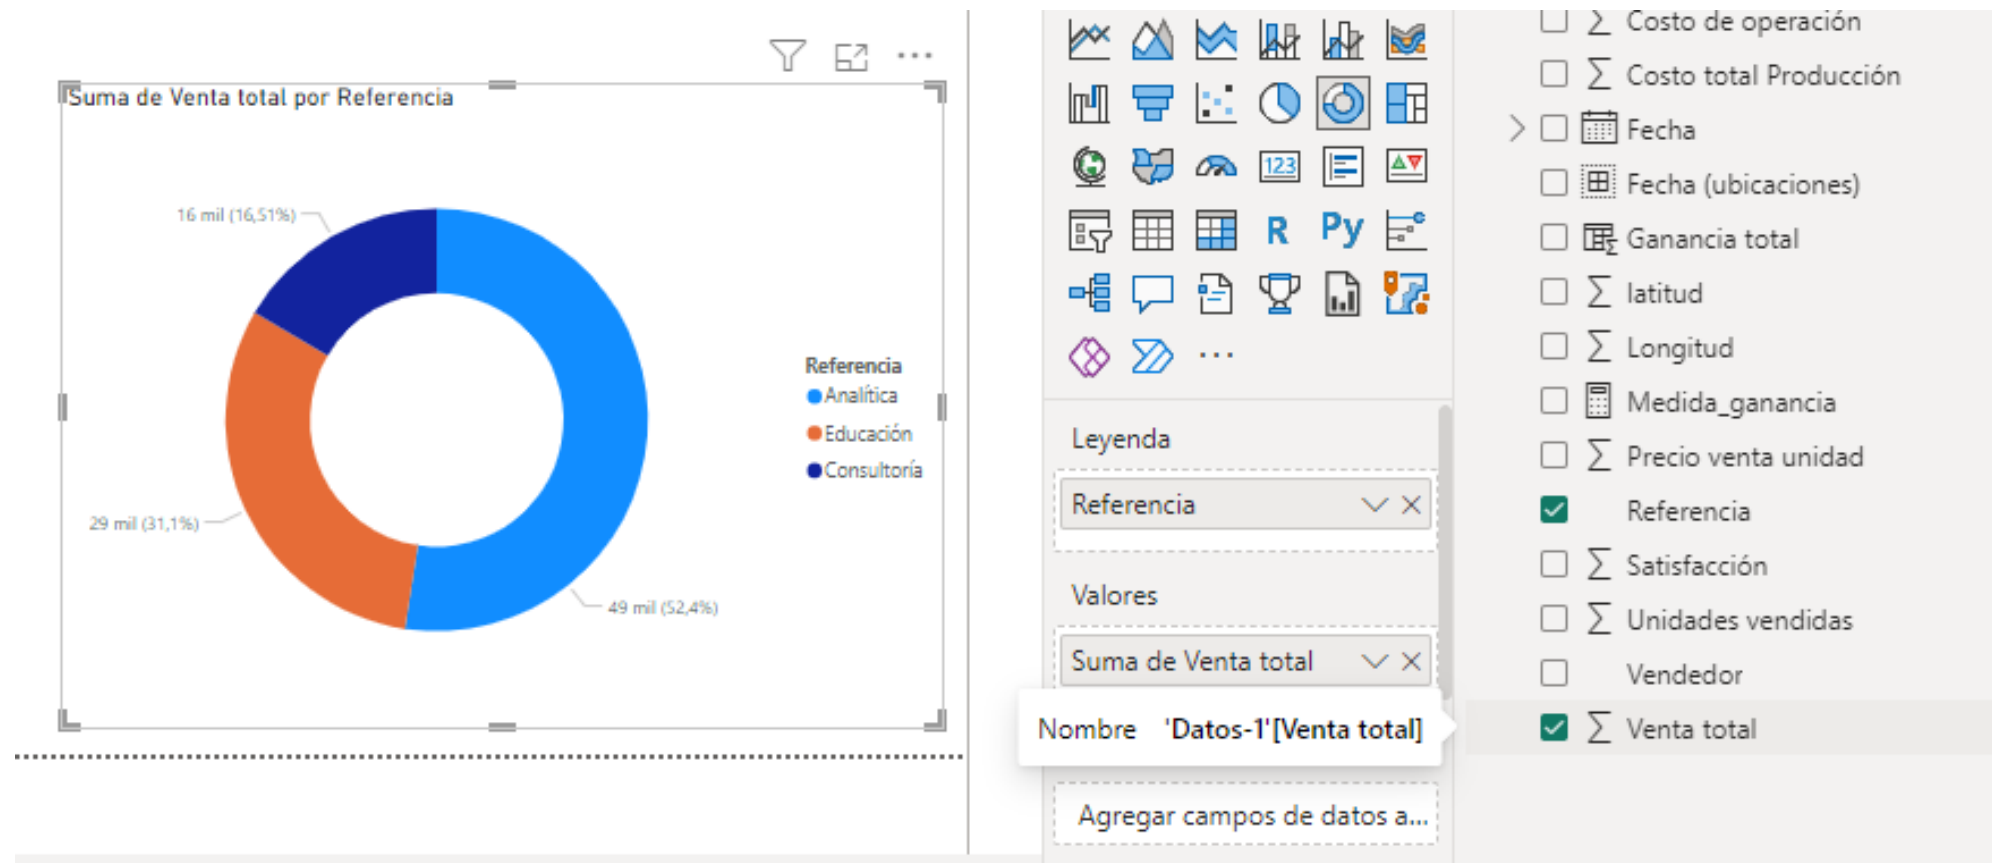 Suma de Venta total por Referencia
16 mil (16,51%)
29 mil (31,1%)
49 mil (52,4%)
Referencia
Analítica
Educación
Consultoría
123
R
Py
Leyenda
Referencia
Valores
Suma de Venta total
Nombre 'Datos-1'[Venta total]
Agregar campos de datos a...
Costo de operación
Costo total Producción
Fecha
Fecha (ubicaciones)
Ganancia total
latitud
Longitud
Medida_ganancia
Precio venta unidad
Referencia
Satisfacción
Unidades vendidas
Vendedor
Venta total